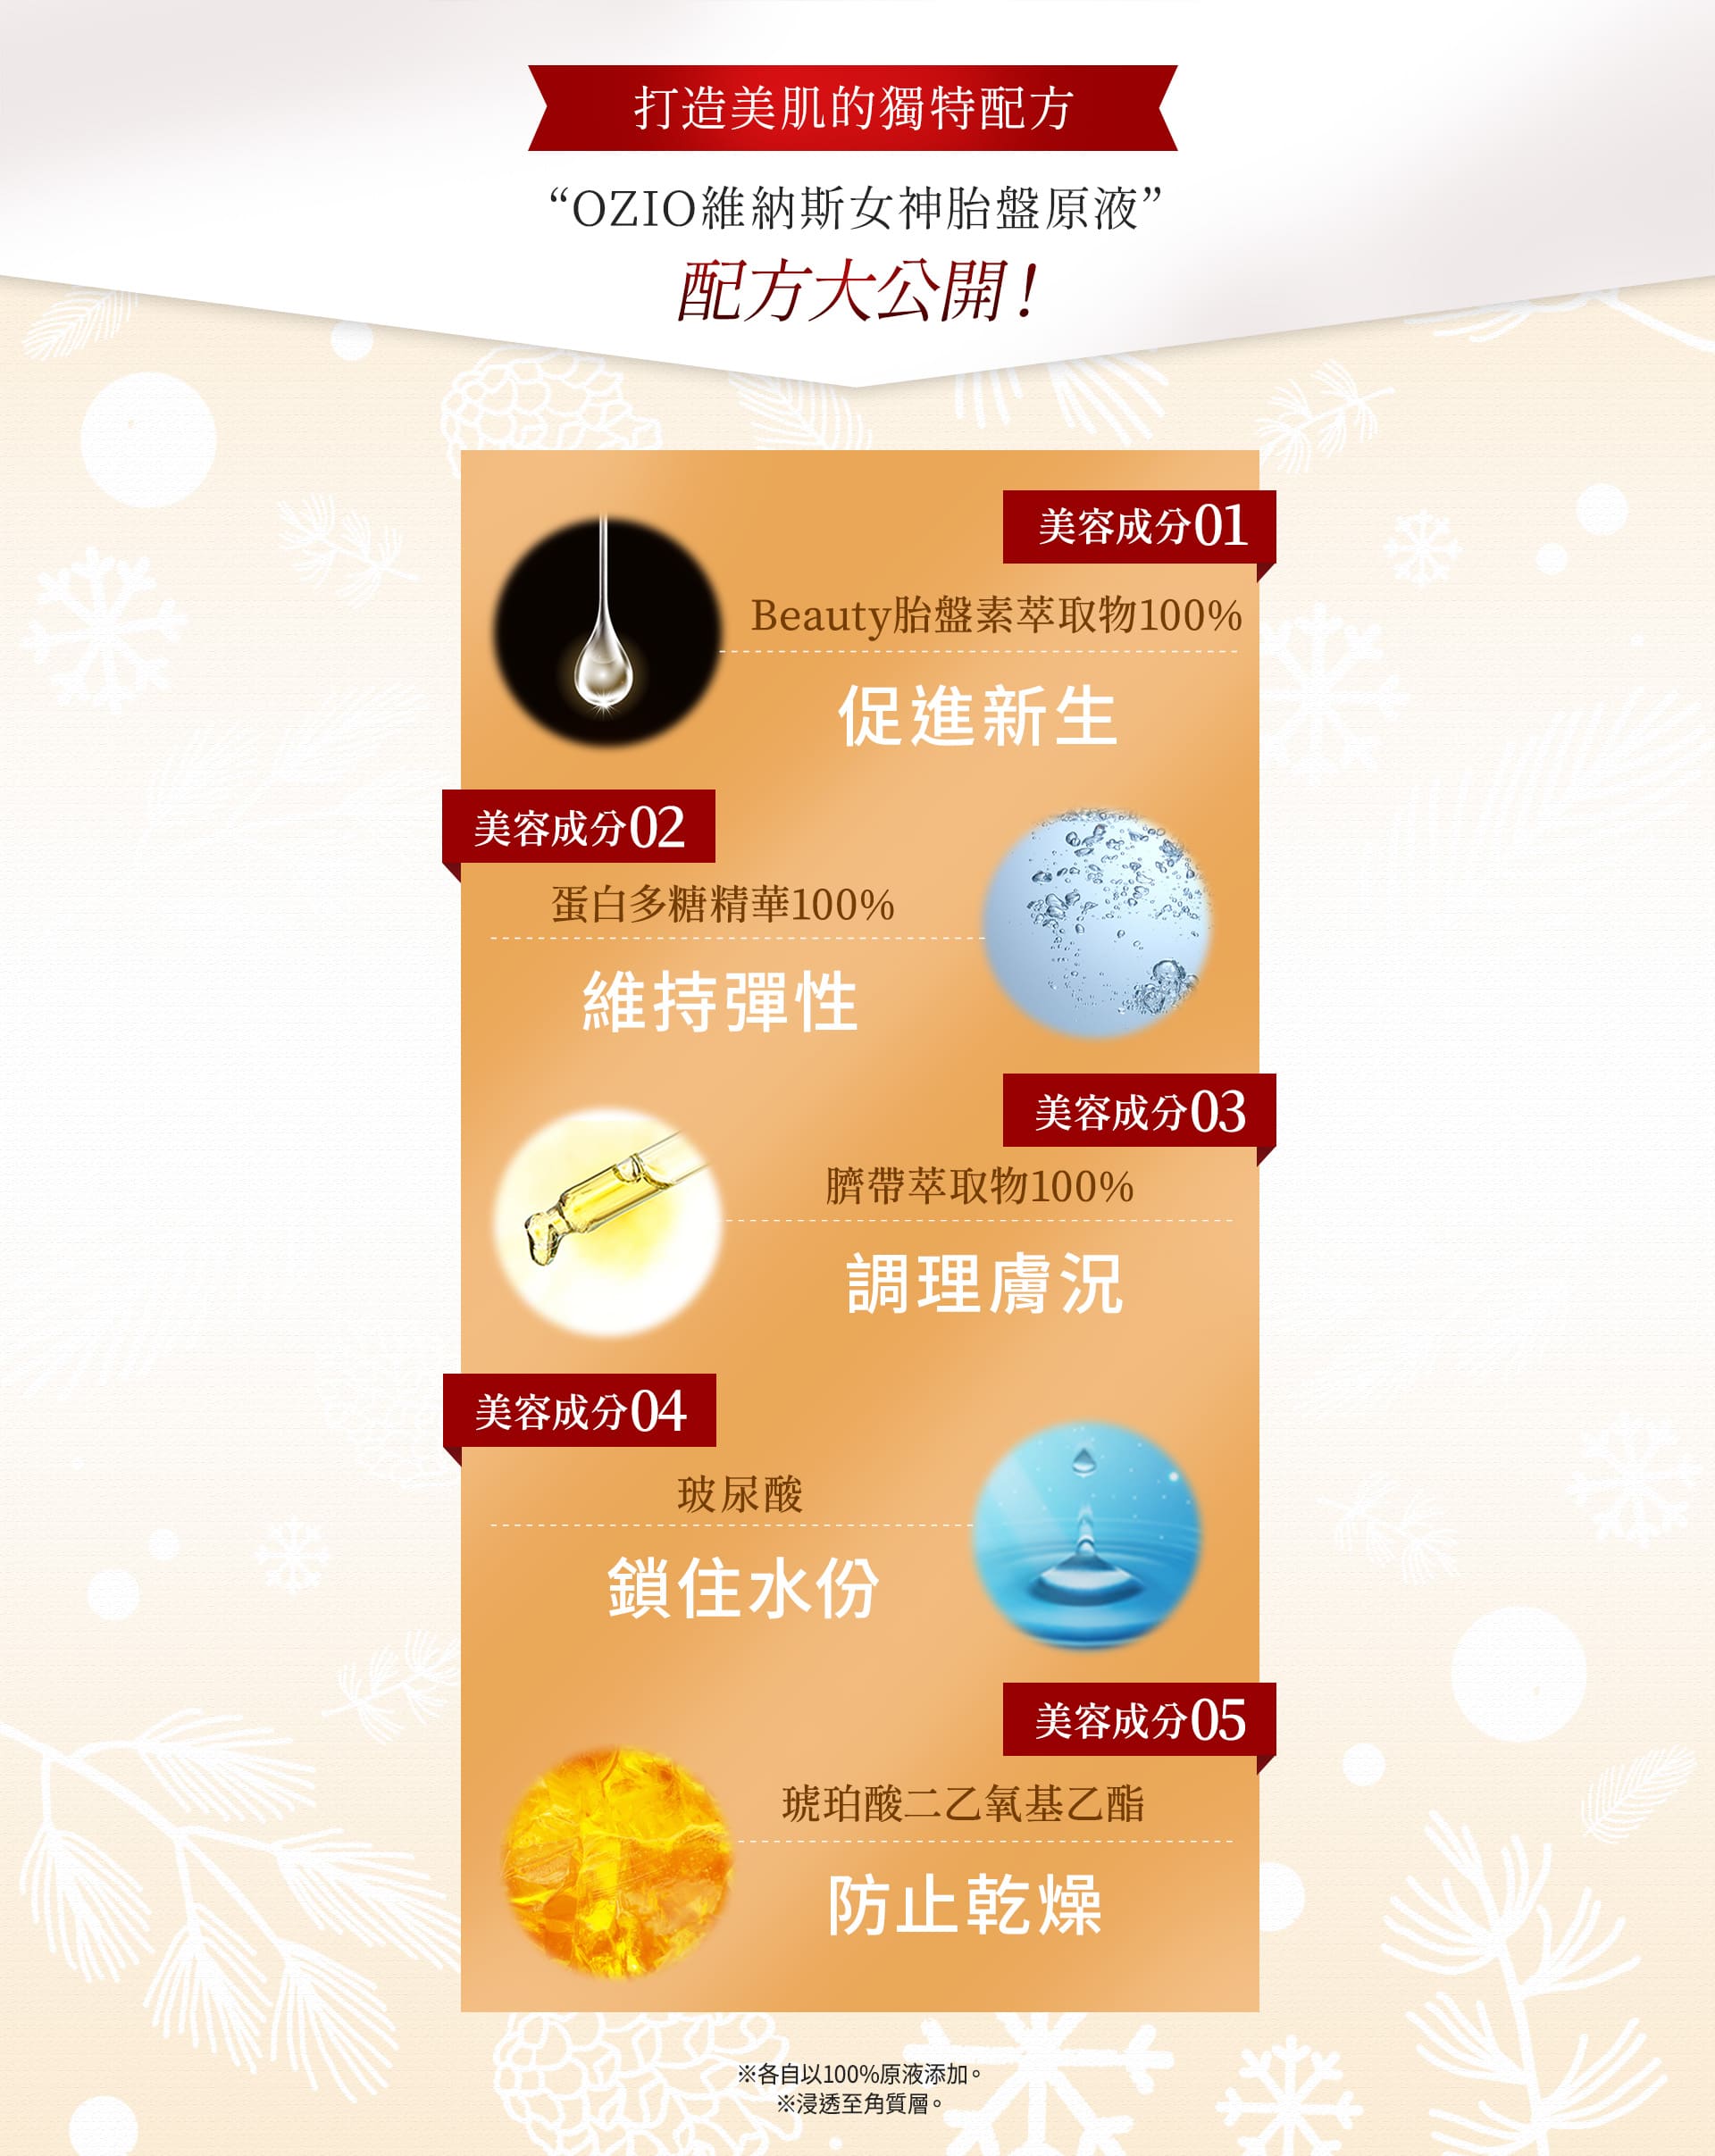 打造美肌的獨特配方
“OZIO維納斯女神胎盤原液”
配方大公開！
美容成分01
Beauty胎盤素萃取物100%
促進新生
美容成分02
蛋白多糖精華100%
維持彈性
美容成分03
臍帶萃取物100%
調理膚況
美容成分04
玻尿酸
鎖住水份
美容成分05
琥珀酸二乙氧基乙酯
防止乾燥
※各自以100%原液添加。
※浸透至角質層。